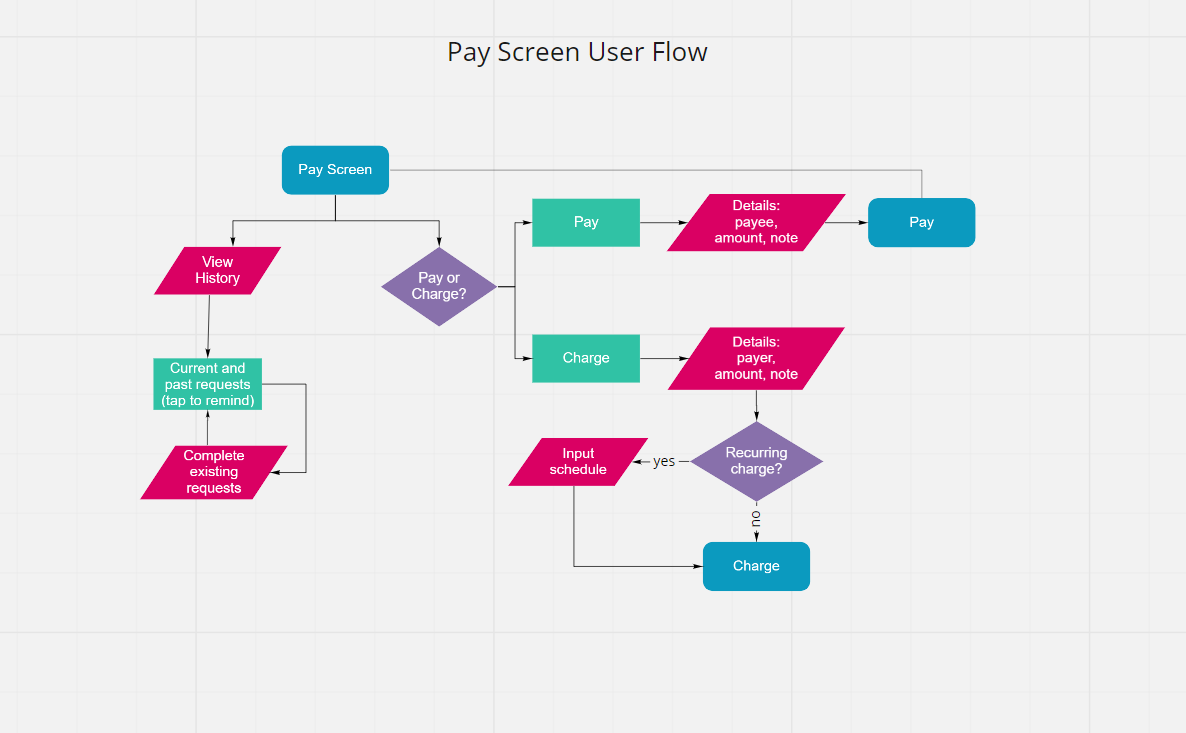 Pay Screen User Flow
Pay Screen
Pay
Details:
payee,
amount, note
Pay
View
History
Pay or
Charge?
Charge
Details:
payer,
amount, note
Current and
past requests
(tap to remind)
Complete
existing
requests
Input
schedule
yes
Recurring
charge?
no
Charge